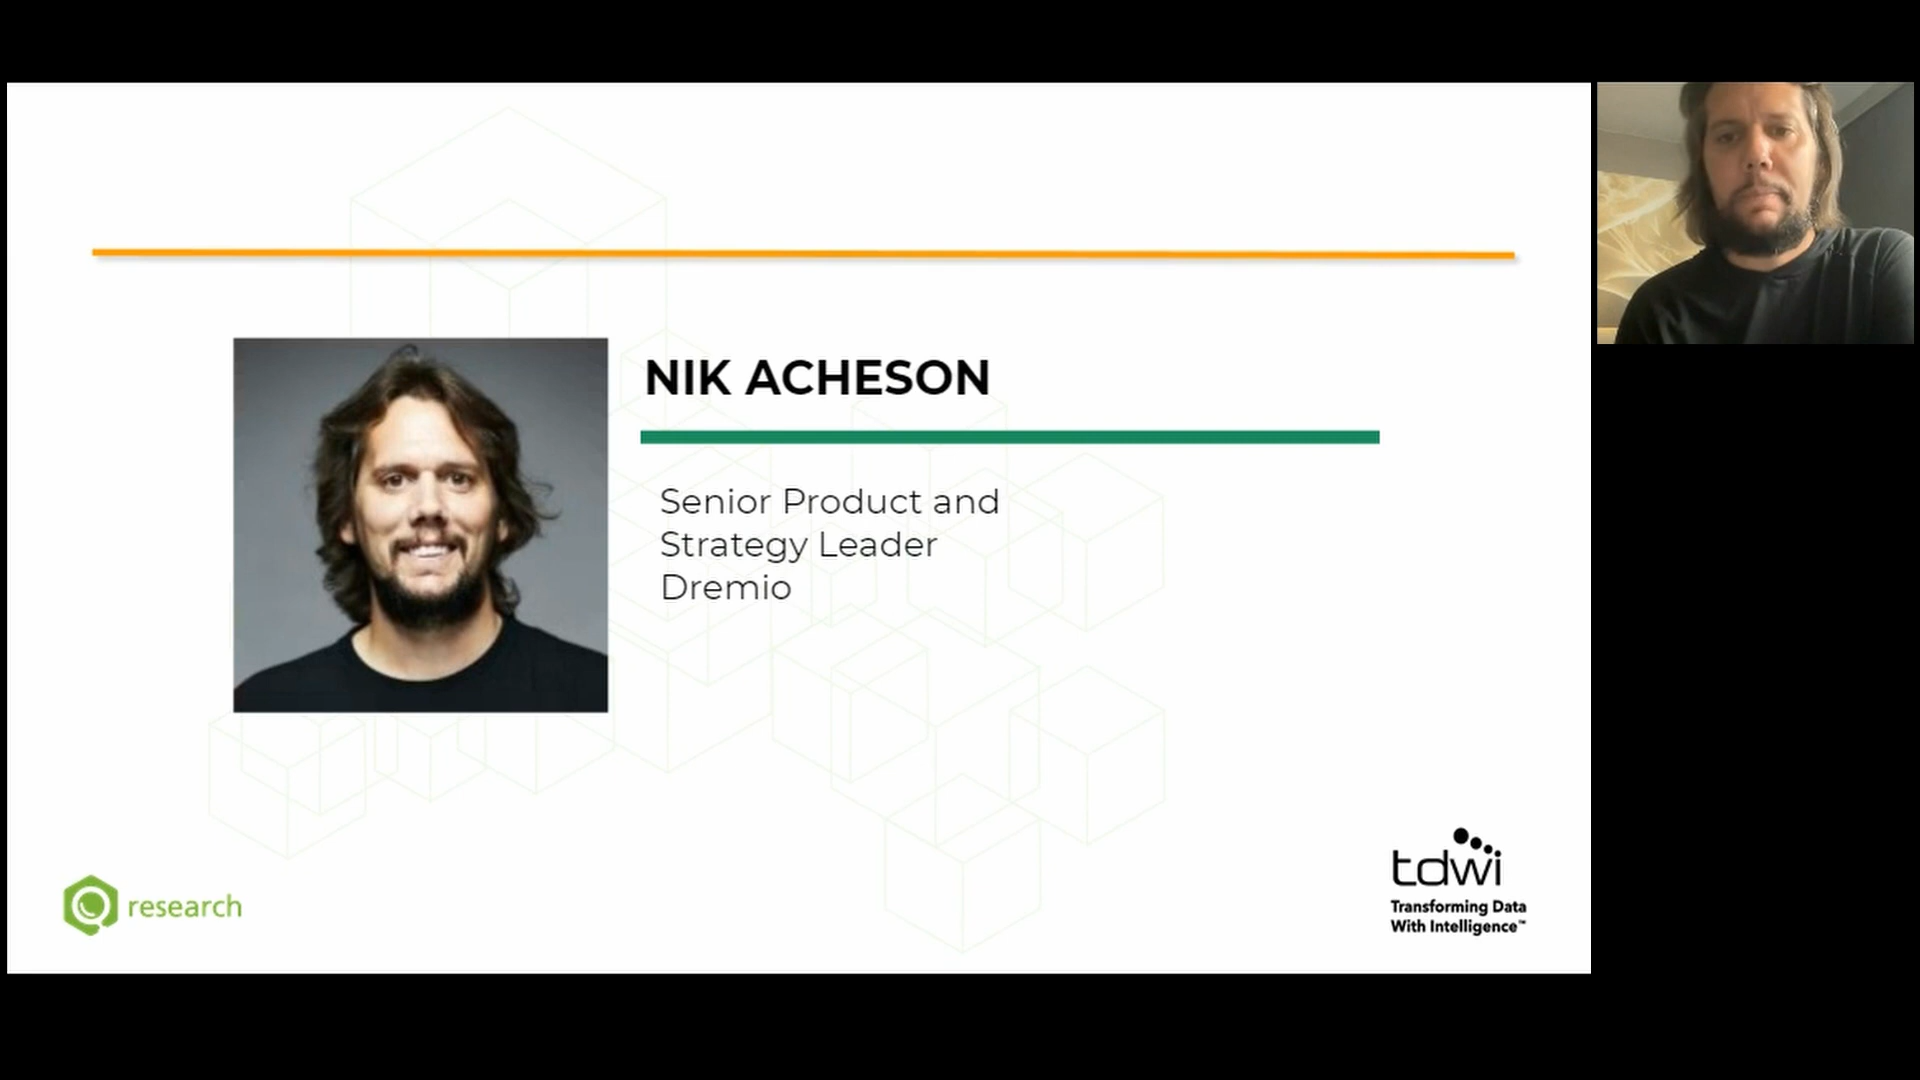 NIK ACHESON
Senior Product and
Strategy Leader
Dremio
research
tdwi
Transforming Data
With Intelligence™